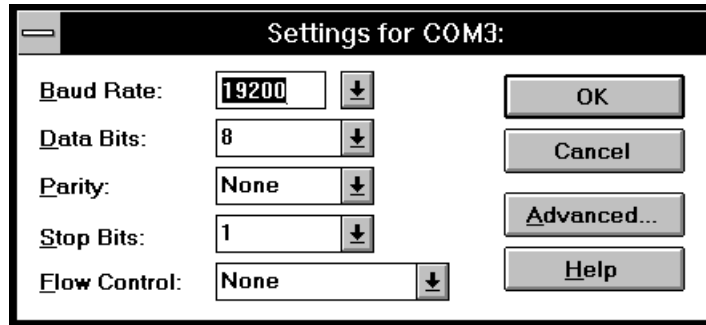 Settings for COM3:
Baud Rate: 19200 OK
Data Bits: 8 Cancel
Parity: None
Advanced...
Stop Bits: 1
Flow Control: None Help